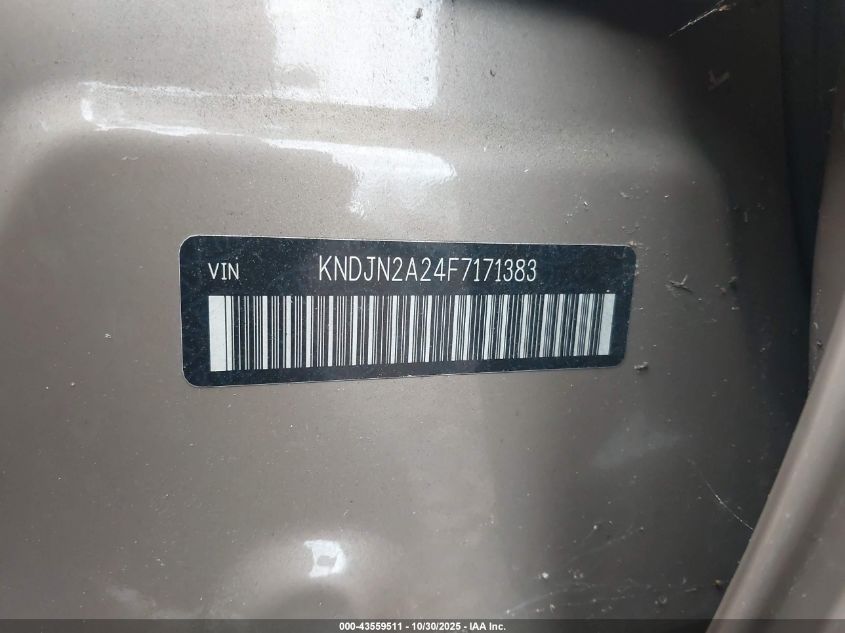 VIN KNDJN2A24F7171383
000-43559511 - 10/30/2025 - IAA Inc.